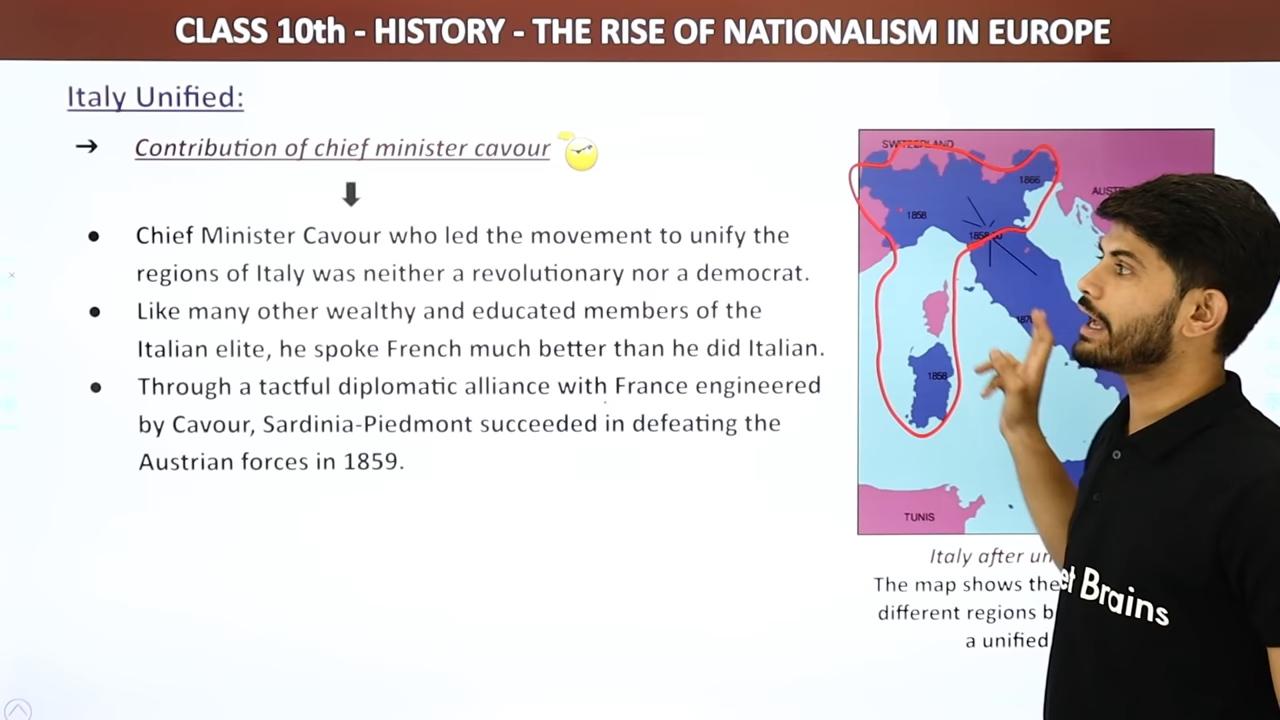 CLASS 10th - HISTORY - THE RISE OF NATIONALISM IN EUROPE
Italy Unified:
➔ Contribution of chief minister cavour
● Chief Minister Cavour who led the movement to unify the
regions of Italy was neither a revolutionary nor a democrat.
● Like many other wealthy and educated members of the
Italian elite, he spoke French much better than he did Italian.
● Through a tactful diplomatic alliance with France engineered
by Cavour, Sardinia-Piedmont succeeded in defeating the
Austrian forces in 1859.
SWITZERLAND
1866
AUST
1858
1858
1858
TUNIS
Italy after un
The map shows the
different regions b
a unified
et Brains